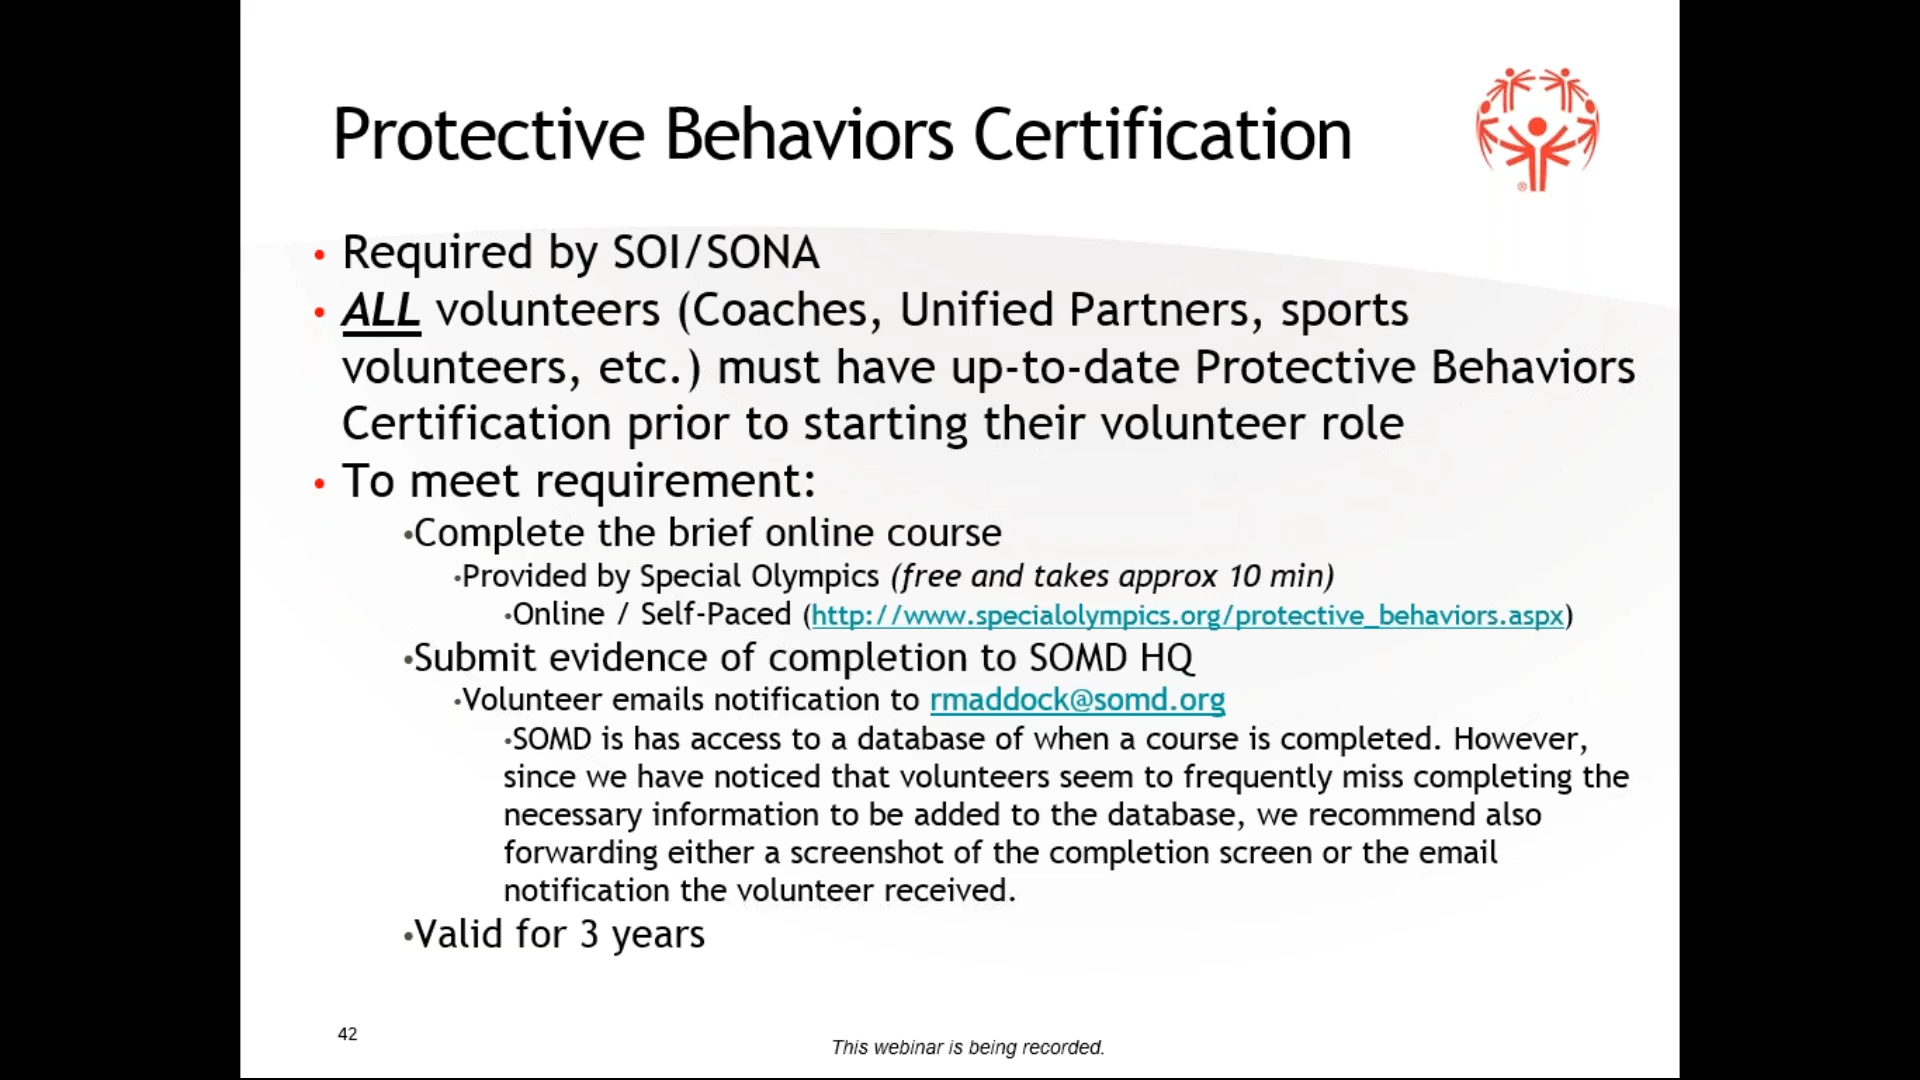 Protective Behaviors Certification
• Required by SOI/SONA
• ALL volunteers (Coaches, Unified Partners, sports
volunteers, etc.) must have up-to-date Protective Behaviors
Certification prior to starting their volunteer role
• To meet requirement:
•Complete the brief online course
•Provided by Special Olympics (free and takes approx 10 min)
•Online / Self-Paced (http://www.specialolympics.org/protective_behaviors.aspx)
•Submit evidence of completion to SOMD HQ
•Volunteer emails notification to rmaddock@somd.org
•SOMD is has access to a database of when a course is completed. However,
since we have noticed that volunteers seem to frequently miss completing the
necessary information to be added to the database, we recommend also
forwarding either a screenshot of the completion screen or the email
notification the volunteer received.
•Valid for 3 years
42
This webinar is being recorded.